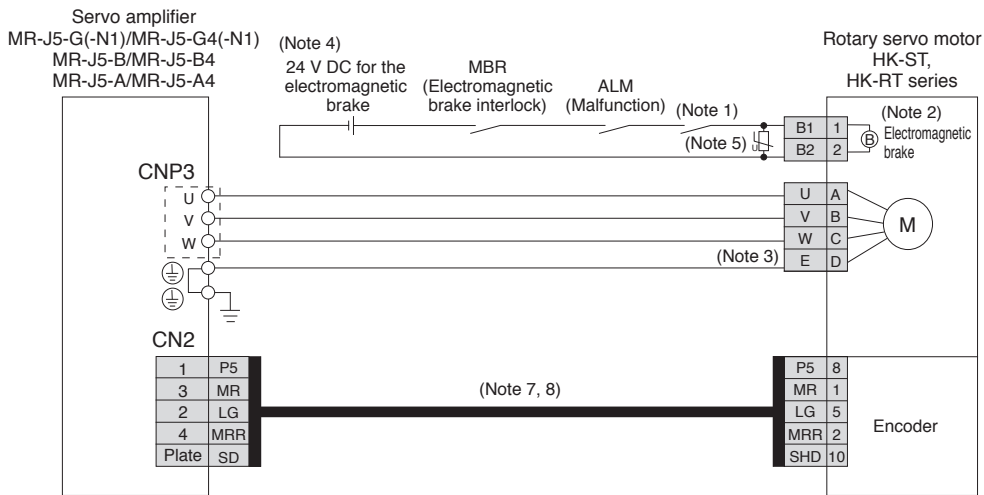 Servo amplifier
MR-J5-G(-N1)/MR-J5-G4(-N1)
MR-J5-B/MR-J5-B4
MR-J5-A/MR-J5-A4
(Note 4)
24 V DC for the
electromagnetic
brake
MBR
(Electromagnetic
brake interlock)
ALM
(Malfunction)
(Note 1)
(Note 5)
U
Rotary servo motor
HK-ST,
HK-RT series
B1 1
B2 2
(Note 2)
B
Electromagnetic
brake
CNP3
U
V
W
U A
V B
W C
(Note 3)
E D
M
CN2
1 P5
3 MR
2 LG
4 MRR
Plate SD
(Note 7, 8)
P5 8
MR 1
LG 5
MRR 2
SHD 10
Encoder